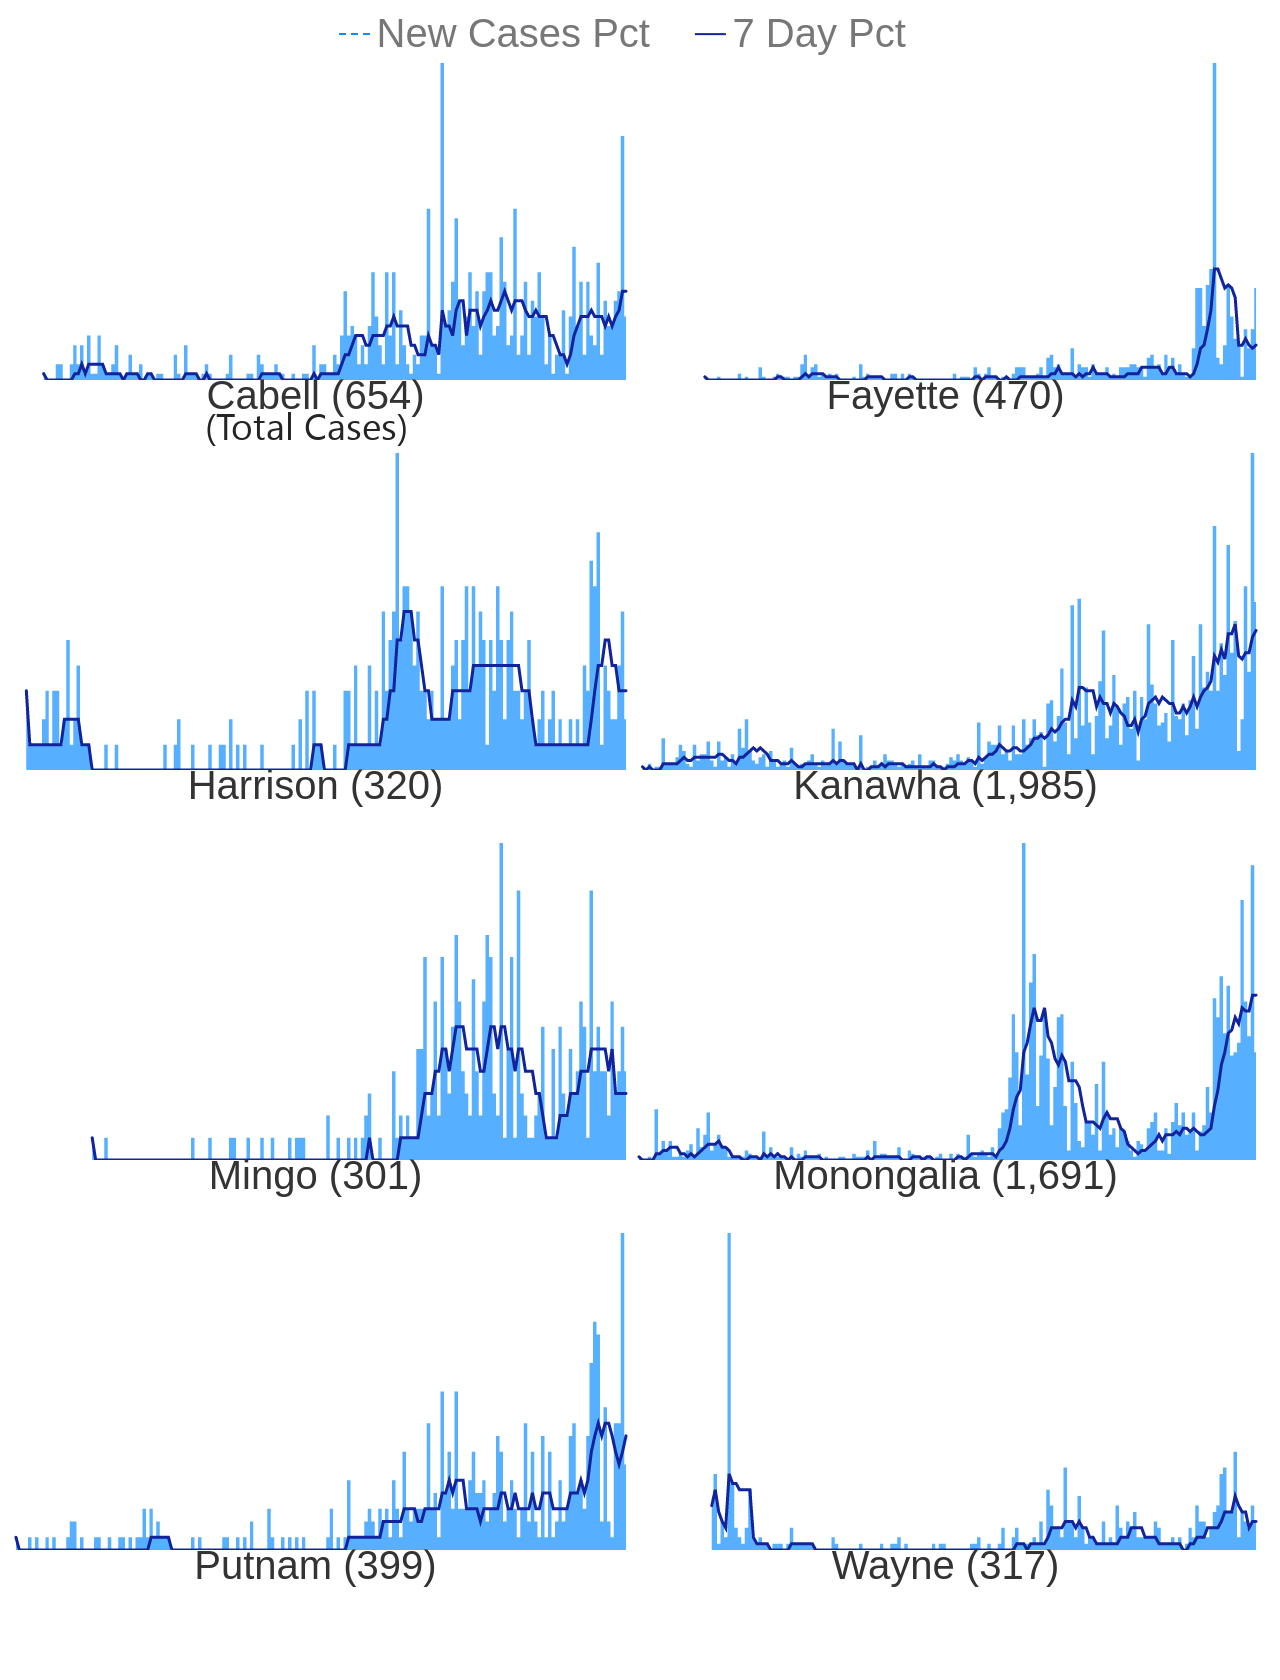 New Cases Pct 7 Day Pct
Cabell (654) Fayette (470)
(Total Cases)
Harrison (320) Kanawha (1,985)
Mingo (301) Monongalia (1,691)
Putnam (399) Wayne (317)